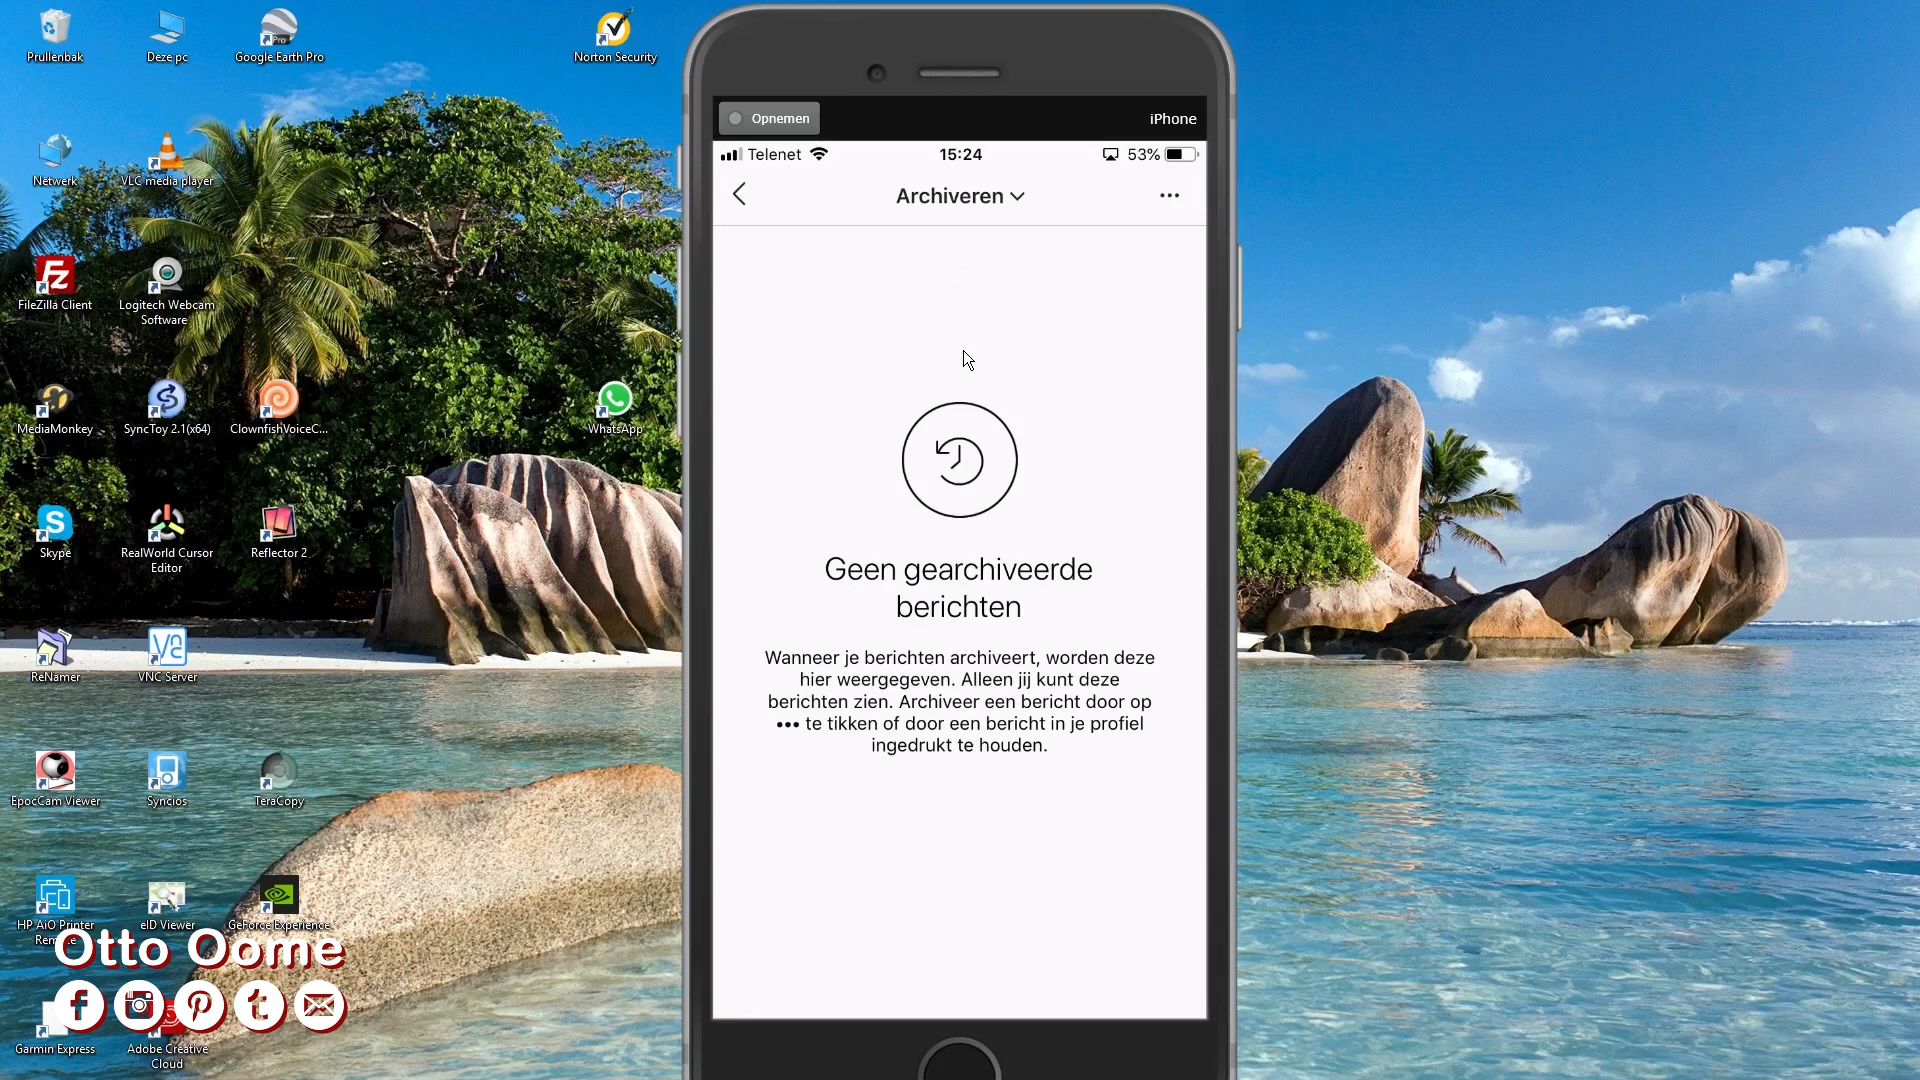 Prullenbak
Deze pc
Google Earth Pro
Norton Security
Netwerk
VLC media player
FileZilla Client
Logitech Webcam
Software
MediaMonkey
SyncToy 2.1(x64)
ClownfishVoiceC...
WhatsApp
Skype
RealWorld Cursor
Editor
Reflector 2
ReNamer
VNC Server
EpocCam Viewer
Syncios
TeraCopy
HP AiO Printer
eID Viewer
GeForce Experience
Otto Oome
Garmin Express
Adobe Creative
Cloud
Opnemen
iPhone
Telenet
15:24
53%
Archiveren
Geen gearchiveerde
berichten
Wanneer je berichten archiveert, worden deze
hier weergegeven. Alleen jij kunt deze
berichten zien. Archiveer een bericht door op
••• te tikken of door een bericht in je profiel
ingedrukt te houden.